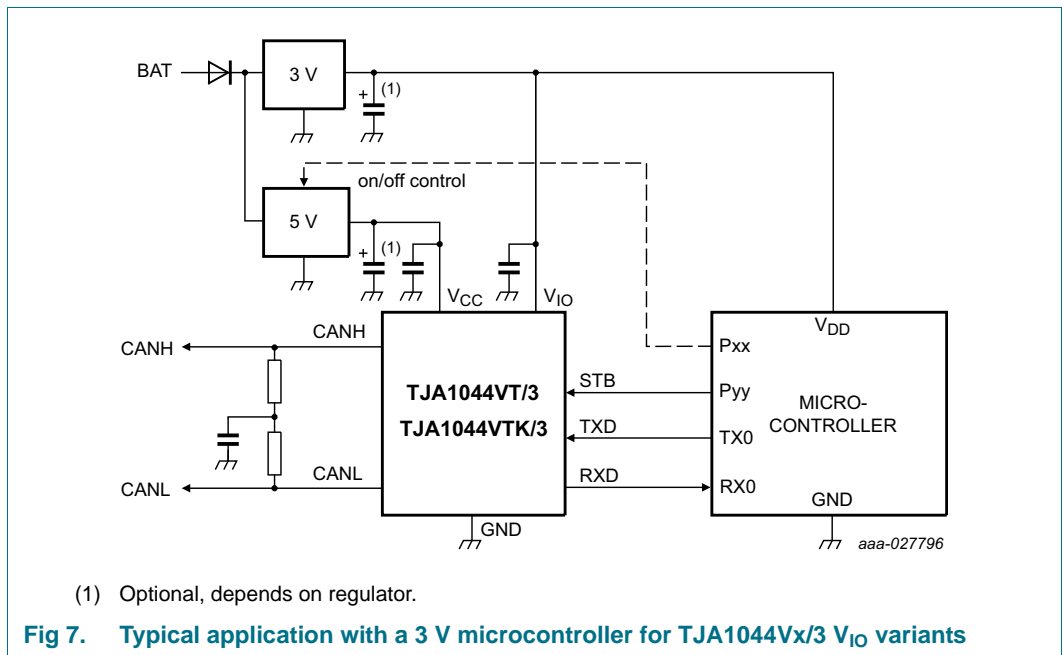 BAT
3 V
+
(1)
on/off control
5 V
+
(1)
VCC
VIO
CANH
CANH
VDD
Pxx
TJA1044VT/3
TJA1044VTK/3
STB
Pyy
MICRO-
CONTROLLER
TXD
TX0
CANL
CANL
RXD
RX0
GND
GND
aaa-027796
(1) Optional, depends on regulator.
Fig 7. Typical application with a 3 V microcontroller for TJA1044Vx/3 VIO variants